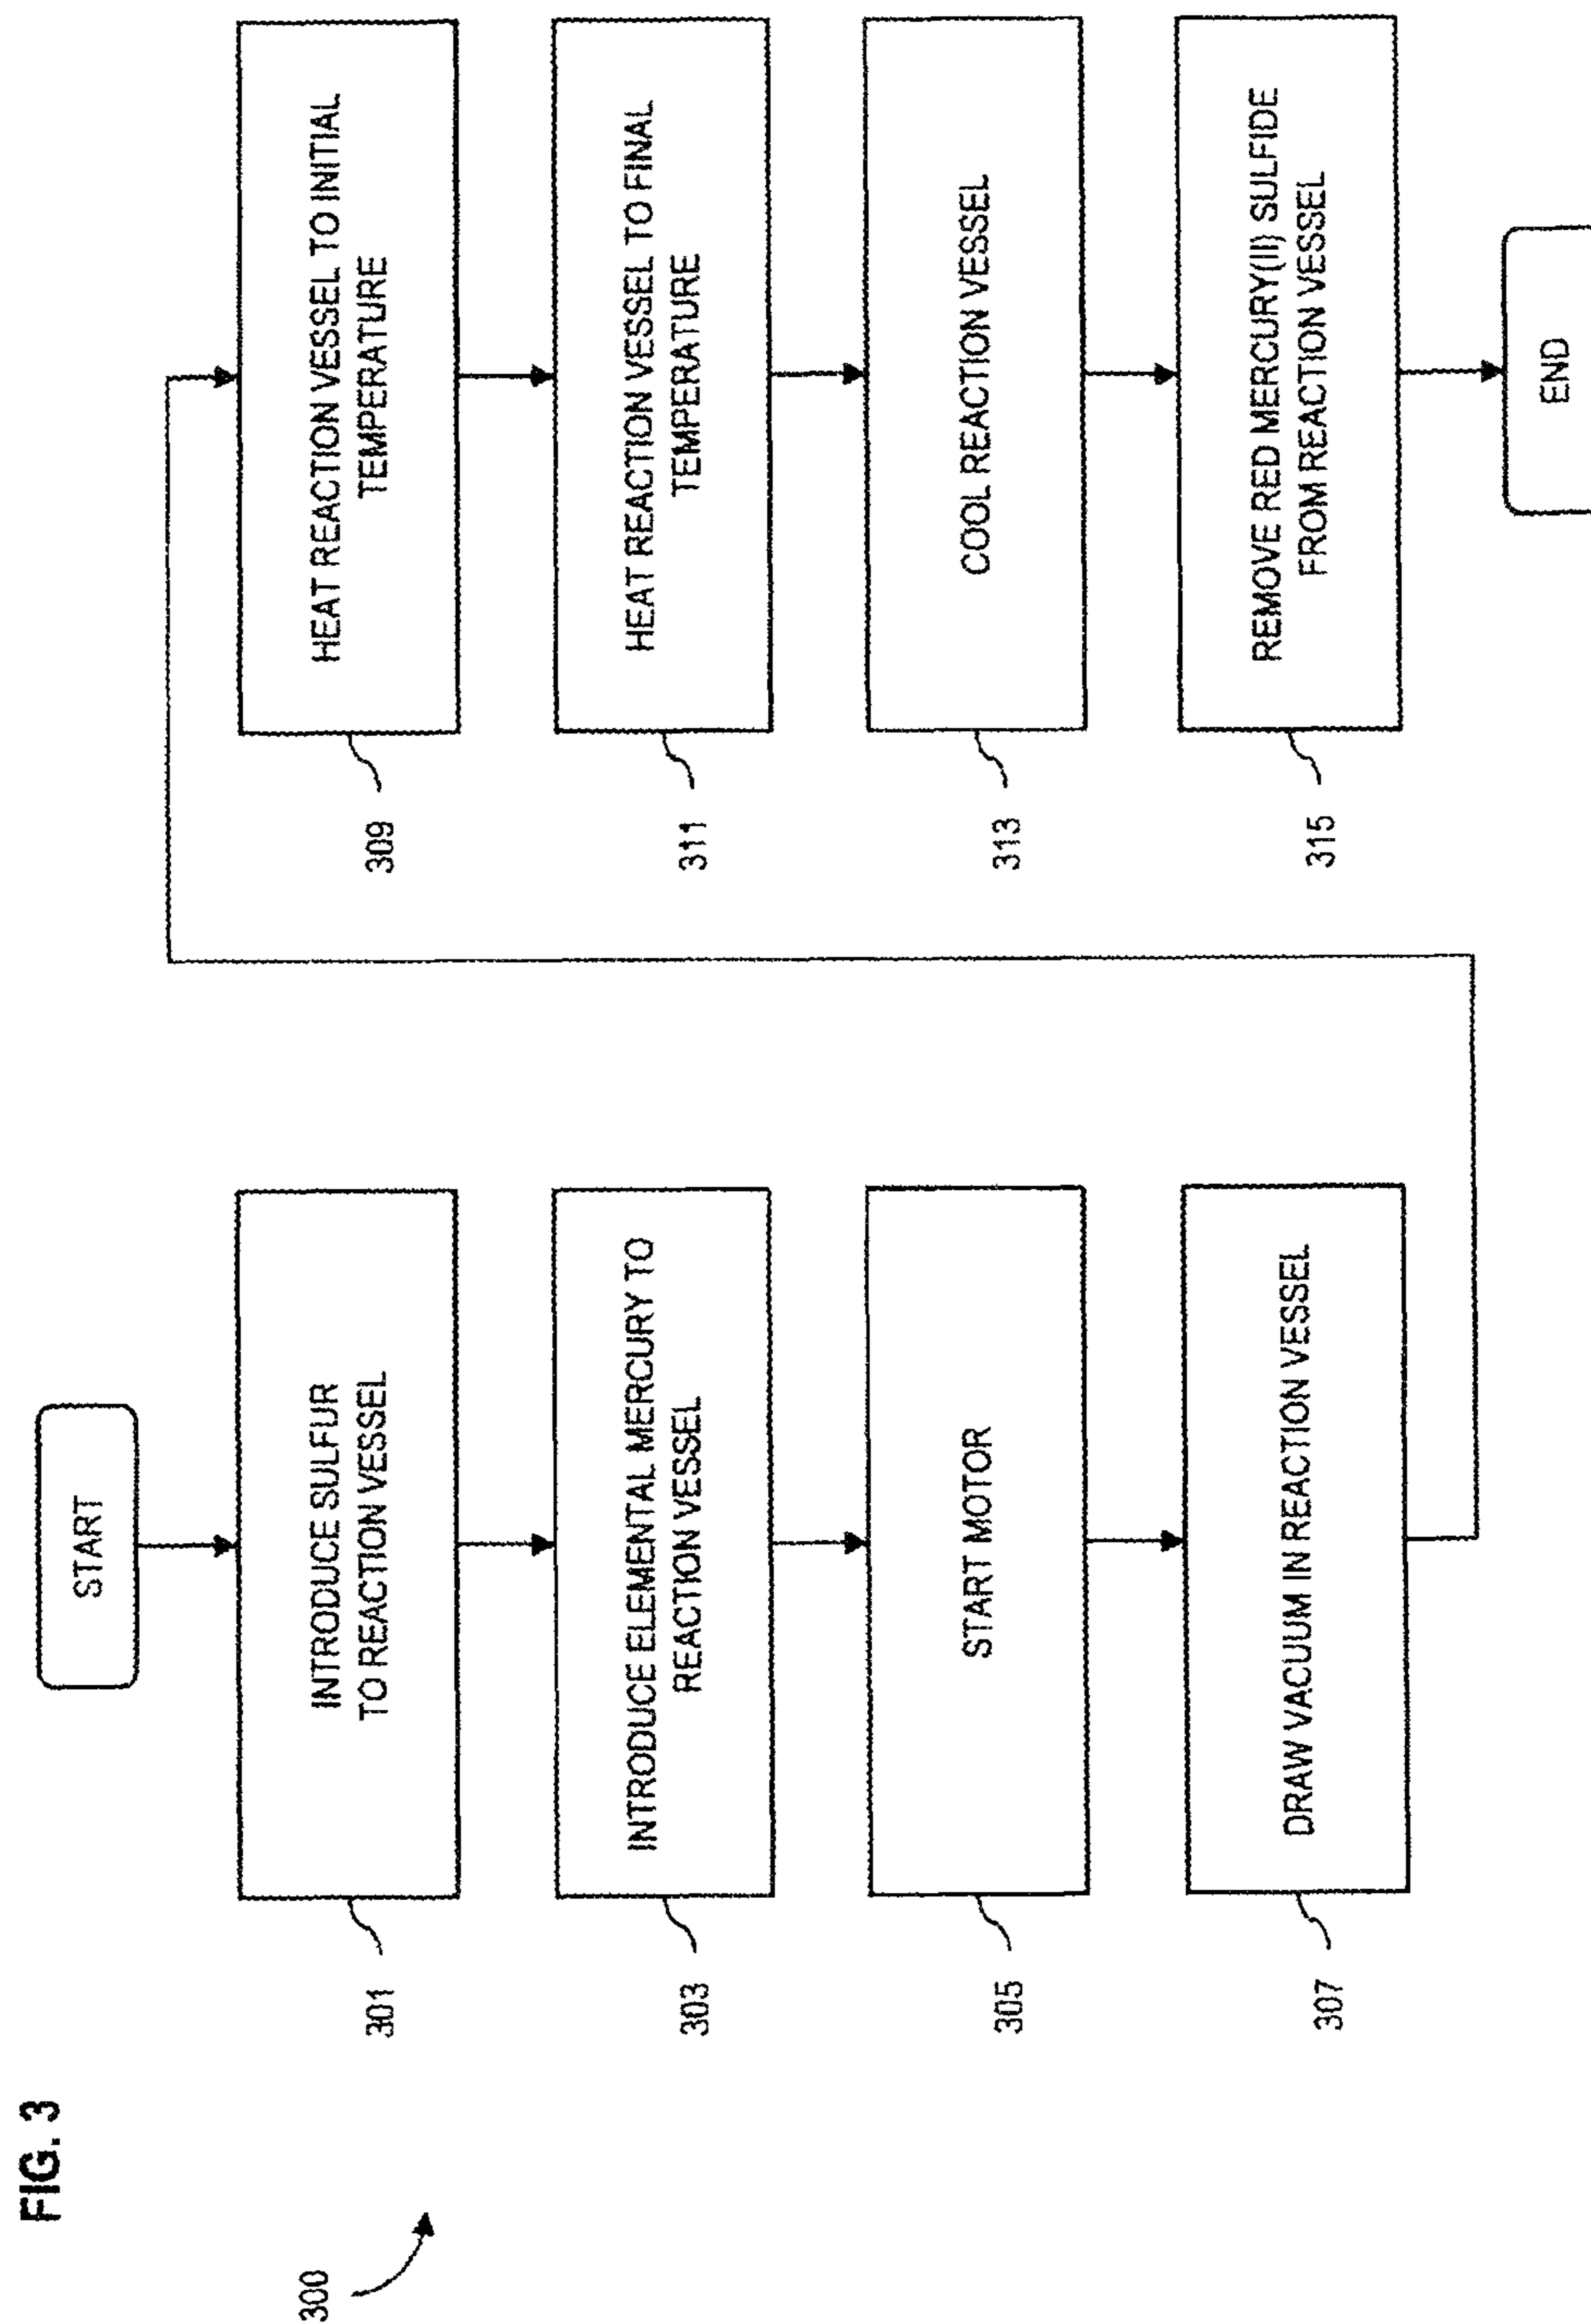 FIG. 3
300
START
301
INTRODUCE SULFUR
TO REACTION VESSEL
303
INTRODUCE ELEMENTAL MERCURY TO
REACTION VESSEL
305
START MOTOR
307
DRAW VACUUM IN REACTION VESSEL
309
HEAT REACTION VESSEL TO INITIAL
TEMPERATURE
311
HEAT REACTION VESSEL TO FINAL
TEMPERATURE
313
COOL REACTION VESSEL
315
REMOVE RED MERCURY(II) SULFIDE
FROM REACTION VESSEL
END